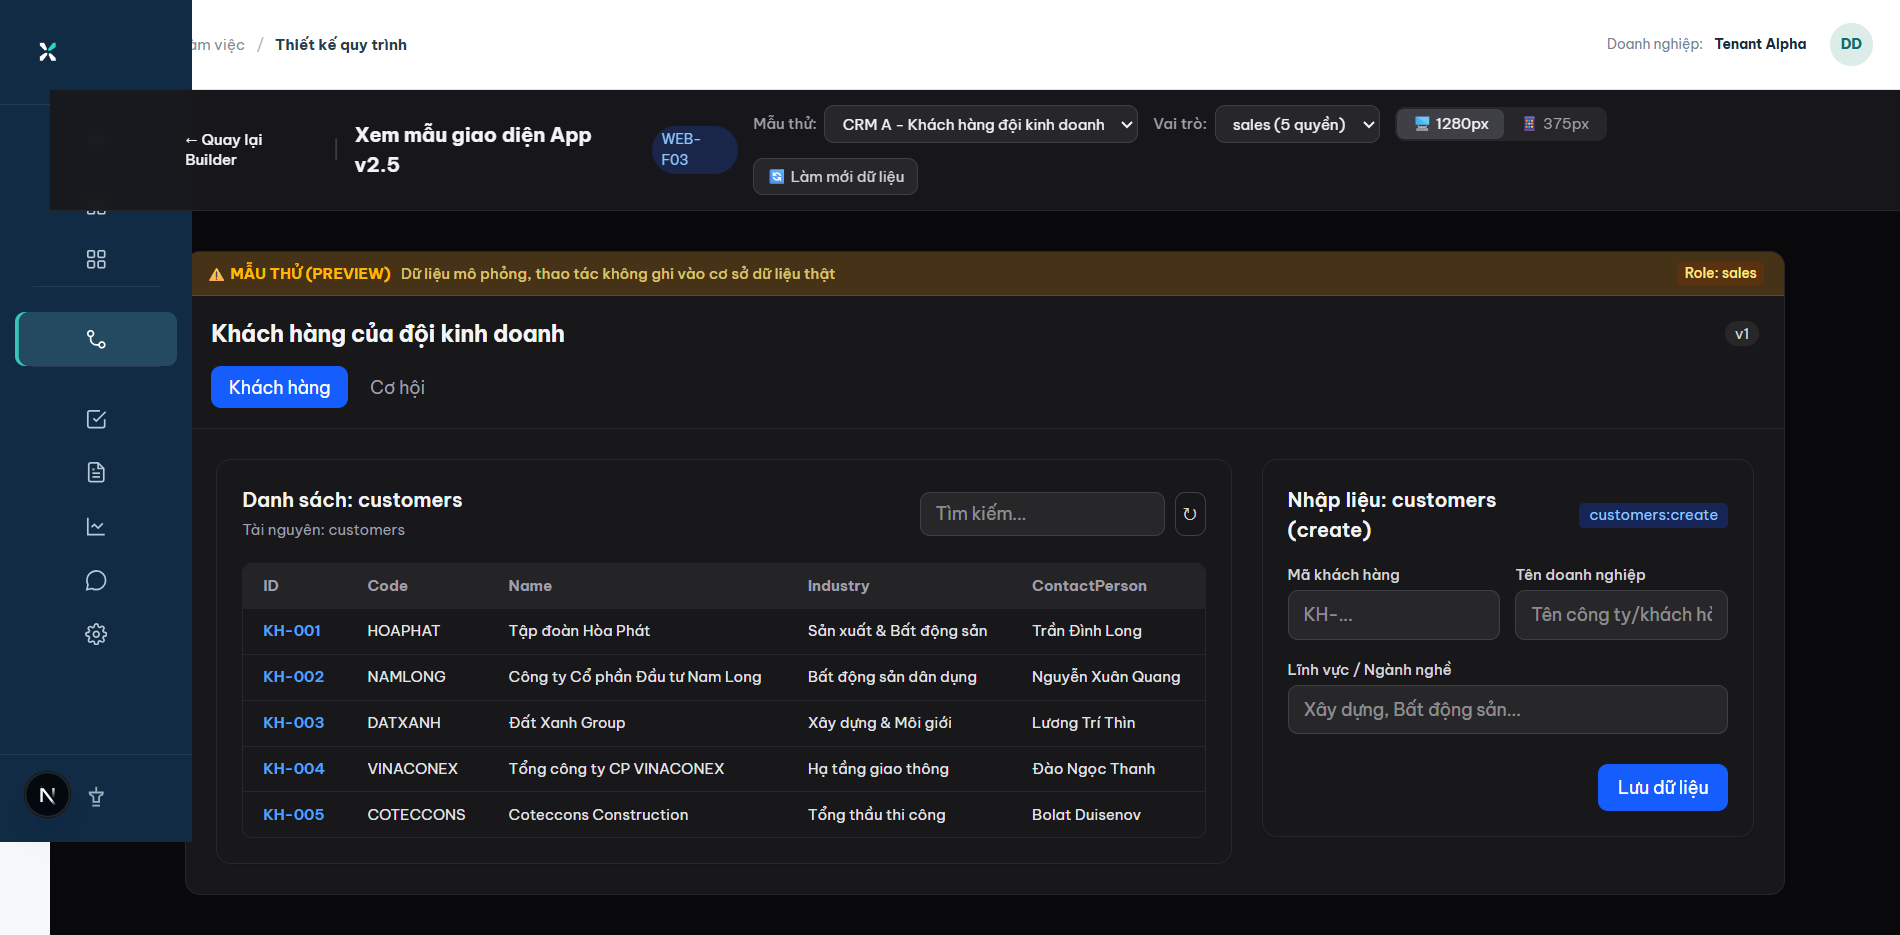 làm việc / Thiết kế quy trình
Doanh nghiệp: Tenant Alpha DD
← Quay lại
Builder
Xem mẫu giao diện App
v2.5
WEB-
F03
Mẫu thử: CRM A - Khách hàng đội kinh doanh
Vai trò: sales (5 quyền)
1280px 375px
Làm mới dữ liệu
MẪU THỬ (PREVIEW) Dữ liệu mô phỏng, thao tác không ghi vào cơ sở dữ liệu thật Role: sales
Khách hàng của đội kinh doanh v1
Khách hàng Cơ hội
Danh sách: customers
Tài nguyên: customers
Tìm kiếm... ↻
ID Code Name Industry ContactPerson
KH-001 HOAPHAT Tập đoàn Hòa Phát Sản xuất & Bất động sản Trần Đình Long
KH-002 NAMLONG Công ty Cổ phần Đầu tư Nam Long Bất động sản dân dụng Nguyễn Xuân Quang
KH-003 DATXANH Đất Xanh Group Xây dựng & Môi giới Lương Trí Thìn
KH-004 VINACONEX Tổng công ty CP VINACONEX Hạ tầng giao thông Đào Ngọc Thanh
KH-005 COTECCONS Coteccons Construction Tổng thầu thi công Bolat Duisenov
Nhập liệu: customers
(create)
customers:create
Mã khách hàng Tên doanh nghiệp
KH-... Tên công ty/khách hà
Lĩnh vực / Ngành nghề
Xây dựng, Bất động sản...
Lưu dữ liệu
N